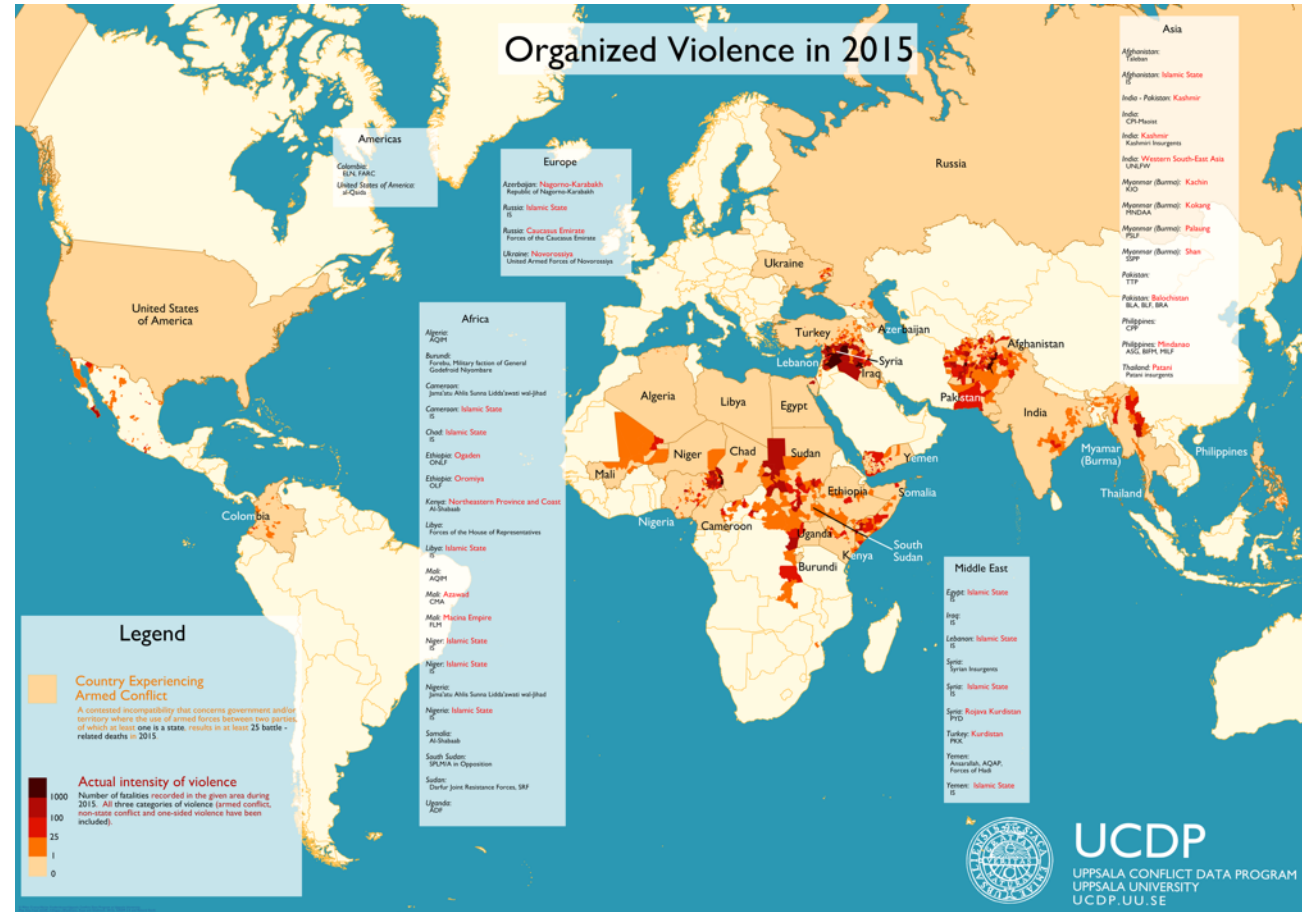 Organized Violence in 2015
Americas
Colombia:
ELN, FARC
United States of America:
al-Qaida
Europe
Azerbaijan: Nagorno-Karabakh
Republic of Nagorno-Karabakh
Russia: Islamic State
IS
Russia: Caucasus Emirate
Forces of the Caucasus Emirate
Ukraine: Novorossiya
United Armed Forces of Novorossiya
Africa
Algeria:
AQIM
Burundi:
Forebu, Military faction of General
Godefroid Niyombare
Cameroon:
Jama'atu Ahlis Sunna Lidda'awati wal-Jihad
Cameroon: Islamic State
IS
Chad: Islamic State
IS
Ethiopia: Ogaden
ONLF
Ethiopia: Oromiya
OLF
Kenya: Northeastern Province and Coast
Al-Shabaab
Libya:
Forces of the House of Representatives
Libya: Islamic State
IS
Mali:
AQIM
Mali: Azawad
CMA
Mali: Macina Empire
FLM
Niger: Islamic State
IS
Niger: Islamic State
IS
Nigeria:
Jama'atu Ahlis Sunna Lidda'awati wal-Jihad
Nigeria: Islamic State
IS
Somalia:
Al-Shabaab
South Sudan:
SPLM/A in Opposition
Sudan:
Darfur Joint Resistance Forces, SRF
Uganda:
ADF
Asia
Afghanistan:
Taleban
Afghanistan: Islamic State
IS
India - Pakistan: Kashmir
India:
CPI-Maoist
India: Kashmir
Kashmiri Insurgents
India: Western South-East Asia
UNLFW
Myanmar (Burma): Kachin
KIO
Myanmar (Burma): Kokang
MNDAA
Myanmar (Burma): Palaung
PSLF
Myanmar (Burma): Shan
SSPP
Pakistan:
TTP
Pakistan: Balochistan
BLA, BLF, BRA
Philippines:
CPP
Philippines: Mindanao
ASG, BIFM, MILF
Thailand: Patani
Patani insurgents
Middle East
Egypt: Islamic State
IS
Iraq:
IS
Lebanon: Islamic State
IS
Syria:
Syrian Insurgents
Syria: Islamic State
IS
Syria: Rojava Kurdistan
PYD
Turkey: Kurdistan
PKK
Yemen:
Ansarallah, AQAP,
Forces of Hadi
Yemen: Islamic State
IS
United States
of America
Colombia
Russia
Ukraine
Turkey
Azerbaijan
Lebanon
Syria
Iraq
Afghanistan
Pakistan
India
Myamar
(Burma)
Thailand
Philippines
Algeria
Libya
Egypt
Mali
Niger
Chad
Sudan
Yemen
Nigeria
Cameroon
Ethiopia
Somalia
Uganda
Kenya
South
Sudan
Burundi
Legend
Country Experiencing
Armed Conflict
A contested incompatibility that concerns government and/or
territory where the use of armed forces between two parties,
of which at least one is a state, results in at least 25 battle -
related deaths in 2015.
Actual intensity of violence
Number of fatalities recorded in the given area during
2015. All three categories of violence (armed conflict,
non-state conflict and one-sided violence have been
included).
1000
100
25
1
0
UCDP
UPPSALA CONFLICT DATA PROGRAM
UPPSALA UNIVERSITY
UCDP.UU.SE